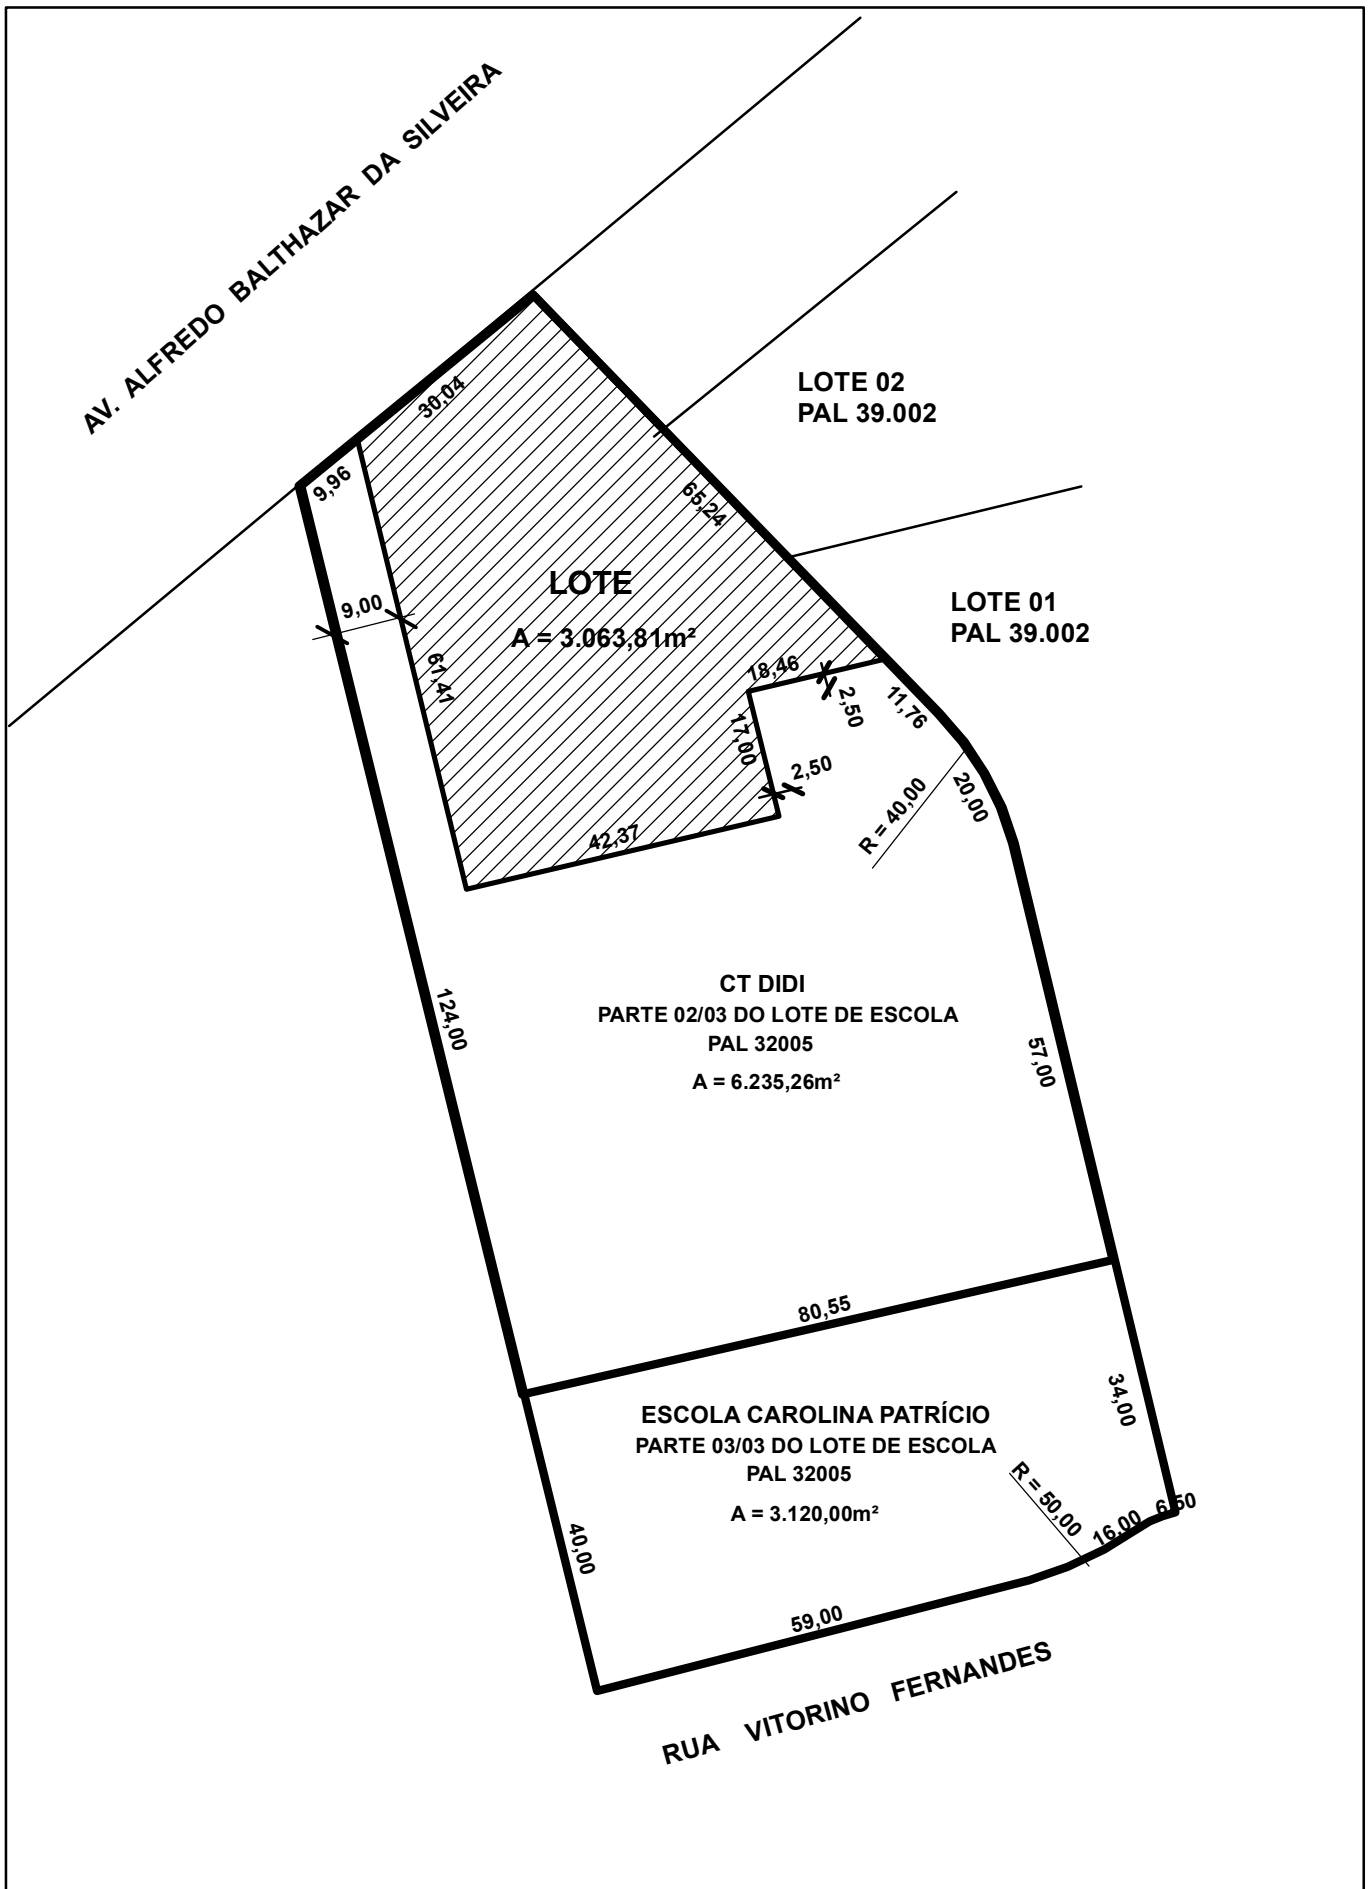 AV. ALFREDO BALTHAZAR DA SILVEIRA
30,04
9,96
LOTE 02
PAL 39.002
65,24
LOTE
A = 3.063,81m²
9,00
LOTE 01
PAL 39.002
61,41
18,46
2,50
11,76
17,00
2,50
R = 40,00
20,00
42,37
CT DIDI
PARTE 02/03 DO LOTE DE ESCOLA
PAL 32005
A = 6.235,26m²
124,00
57,00
80,55
ESCOLA CAROLINA PATRÍCIO
PARTE 03/03 DO LOTE DE ESCOLA
PAL 32005
A = 3.120,00m²
34,00
R = 50,00
16,00
6,50
40,00
59,00
RUA VITORINO FERNANDES